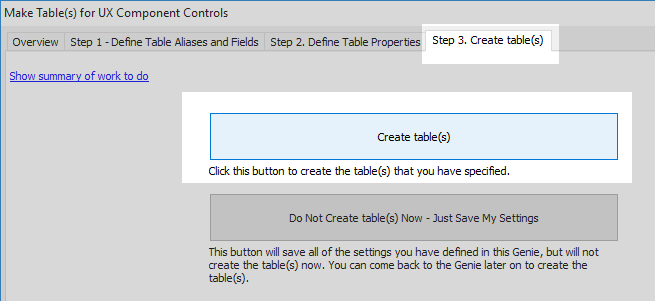 Make Table(s) for UX Component Controls
Overview Step 1 - Define Table Aliases and Fields Step 2. Define Table Properties Step 3. Create table(s)
Show summary of work to do
Create table(s)
Click this button to create the table(s) that you have specified.
Do Not Create table(s) Now - Just Save My Settings
This button will save all of the settings you have defined in this Genie, but will not
create the table(s) now. You can come back to the Genie later on to create the
table(s).